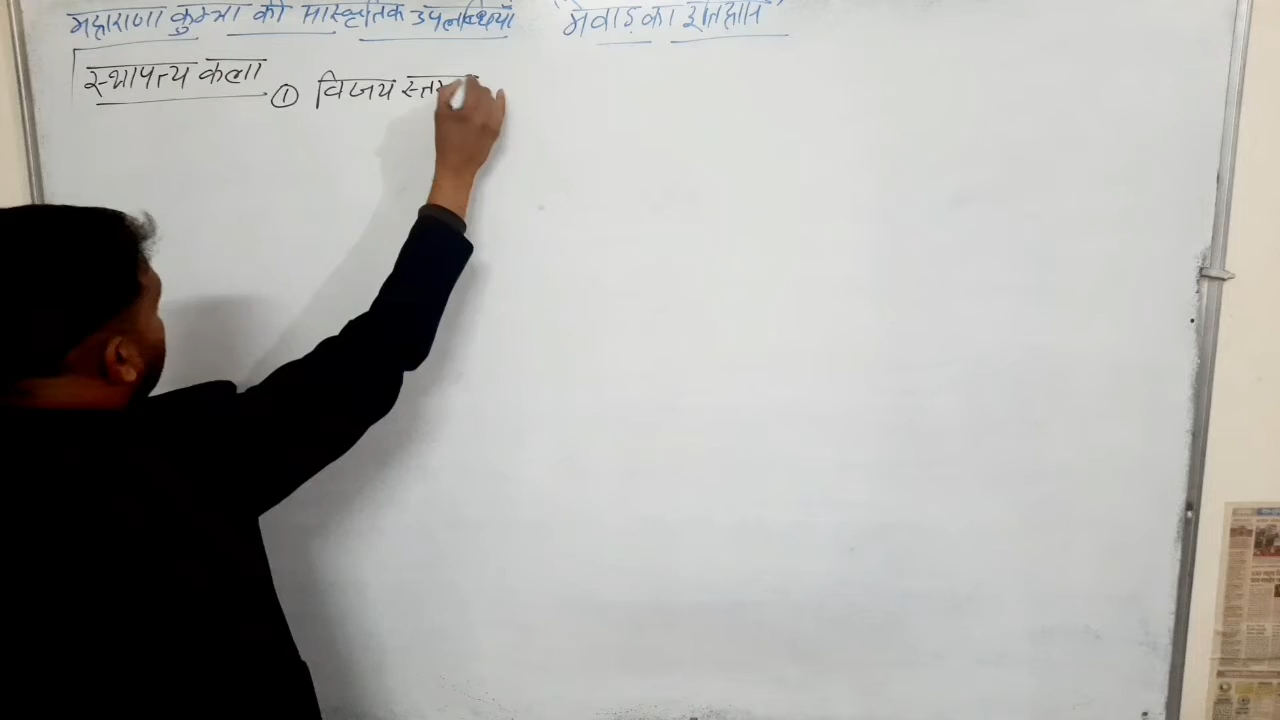 महाराणा कुम्भा की सांस्कृतिक उपलब्धियाँ "मेवाड़ का इतिहास"
स्थापत्य कला ① विजय